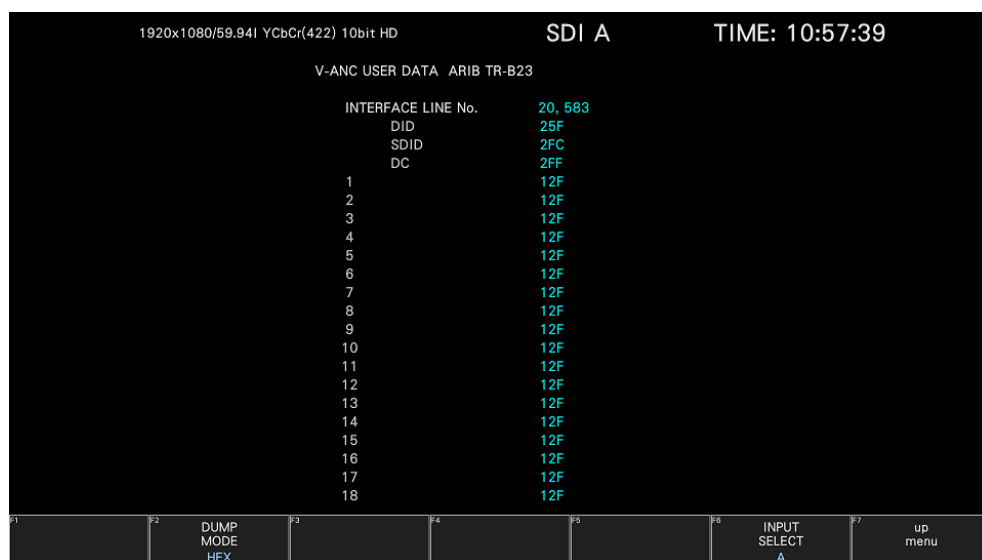 1920x1080/59.94I YCbCr(422) 10bit HD SDI A TIME: 10:57:39
V-ANC USER DATA ARIB TR-B23
INTERFACE LINE No. 20, 583
DID 25F
SDID 2FC
DC 2FF
1 12F
2 12F
3 12F
4 12F
5 12F
6 12F
7 12F
8 12F
9 12F
10 12F
11 12F
12 12F
13 12F
14 12F
15 12F
16 12F
17 12F
18 12F
F1 F2 DUMP MODE HEX F3 F4 F5 F6 INPUT SELECT A F7 up menu